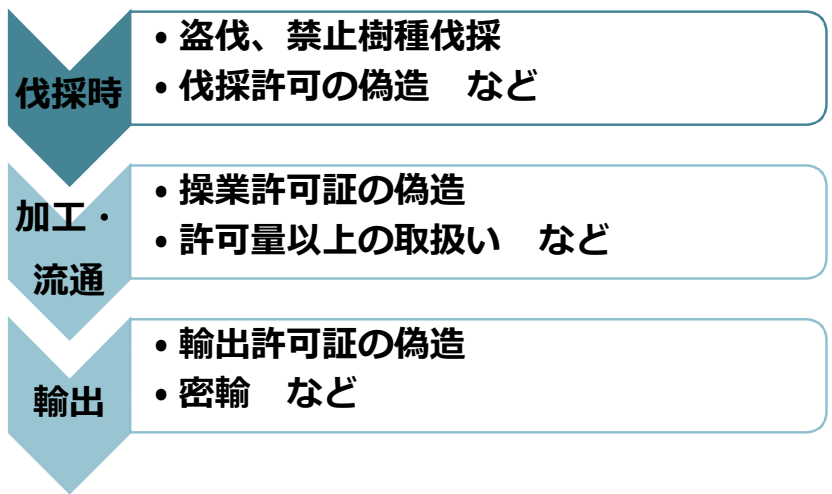 伐採時
• 盗伐、禁止樹種伐採
• 伐採許可の偽造　など
加工・
流通
• 操業許可証の偽造
• 許可量以上の取扱い　など
輸出
• 輸出許可証の偽造
• 密輸　など